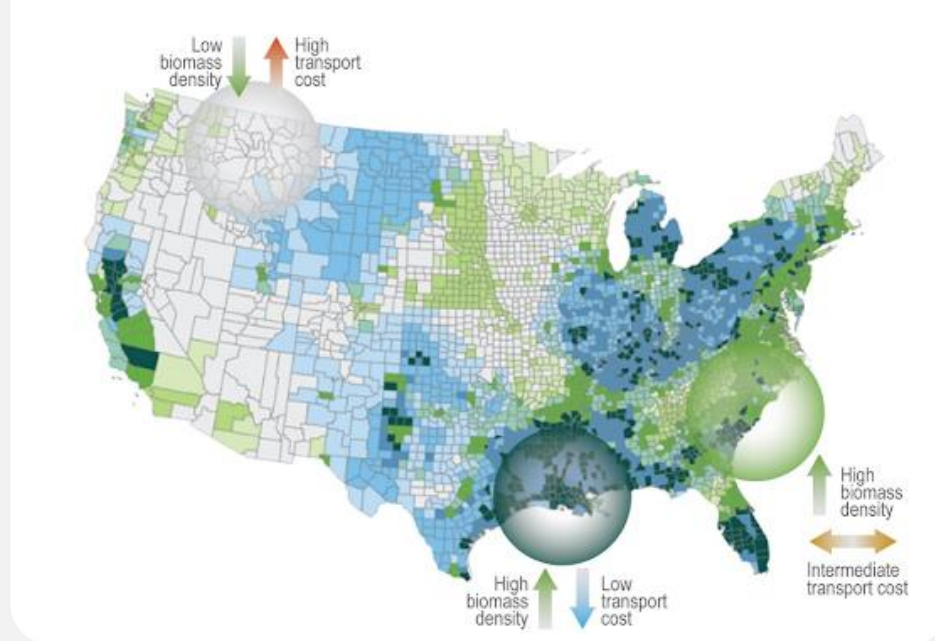 Low
biomass
density
High
transport
cost
High
biomass
density
Intermediate
transport cost
High
biomass
density
Low
transport
cost